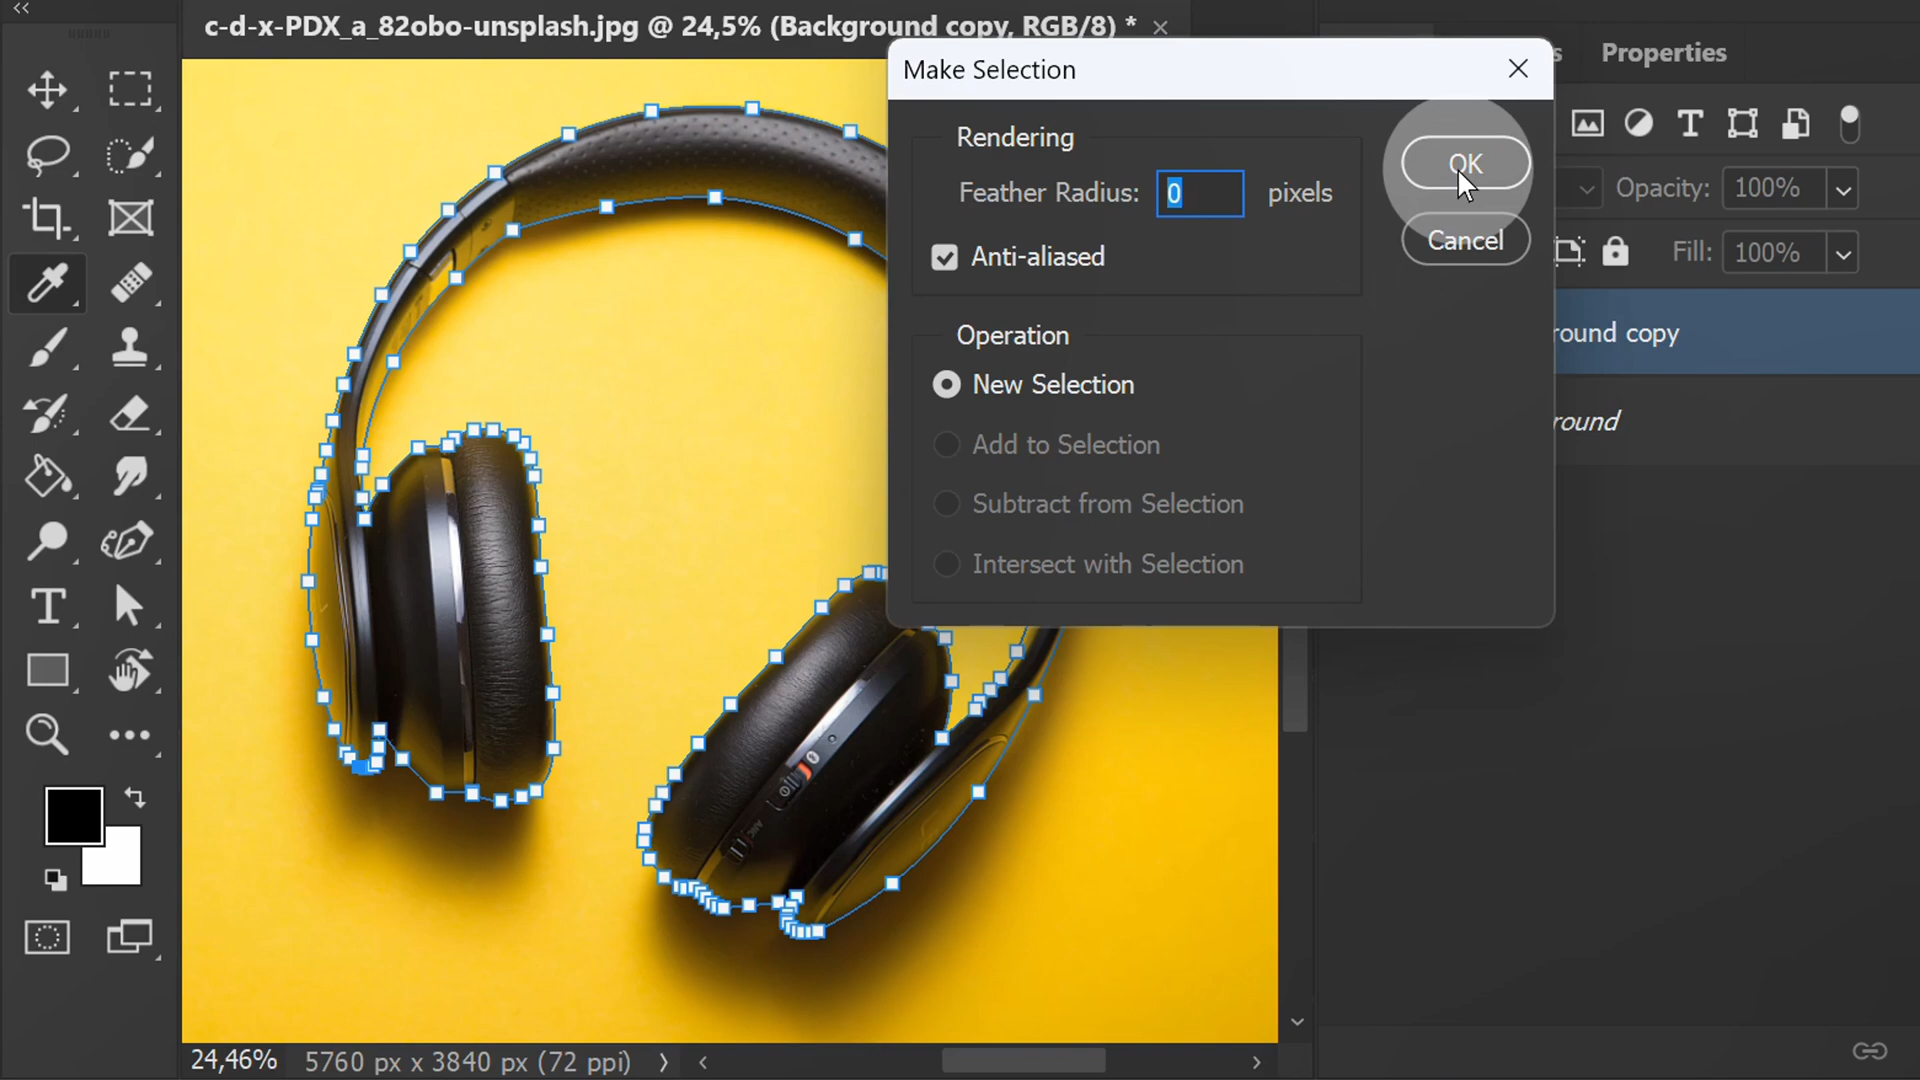 c-d-x-PDX_a_82obo-unsplash.jpg @ 24,5% (Background copy, RGB/8) *
Make Selection
s
Properties
Rendering
OK
Feather Radius: 0 pixels
Opacity: 100%
Cancel
Anti-aliased
Fill: 100%
Operation
round copy
New Selection
round
Add to Selection
Subtract from Selection
Intersect with Selection
24,46%
5760 px x 3840 px (72 ppi)